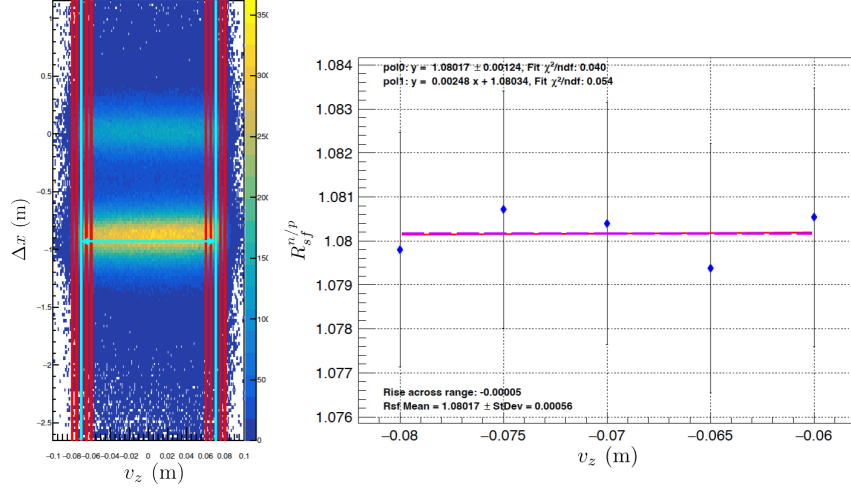 1
0.5
0
−0.5
−1
−1.5
−2
−2.5
Δx (m)
−0.1 −0.08 −0.06 −0.04 −0.02 0 0.02 0.04 0.06 0.08 0.1
v_z (m)
350
300
250
200
150
100
50
0
R_{sf}^{n/p}
1.084
1.083
1.082
1.081
1.08
1.079
1.078
1.077
1.076
pol0: y = 1.08017 ± 0.00124, Fit χ²/ndf: 0.040
pol1: y = 0.00248 x + 1.08034, Fit χ²/ndf: 0.054
Rise across range: -0.00005
Rsf Mean = 1.08017 ± StDev = 0.00056
−0.08 −0.075 −0.07 −0.065 −0.06
v_z (m)